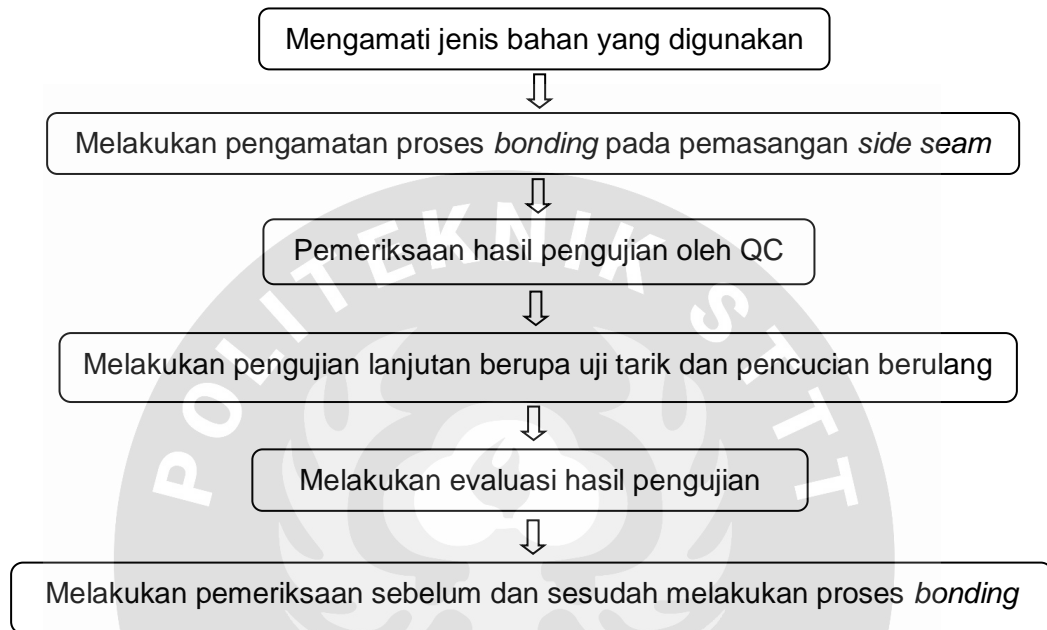 Mengamati jenis bahan yang digunakan
Melakukan pengamatan proses bonding pada pemasangan side seam
Pemeriksaan hasil pengujian oleh QC
Melakukan pengujian lanjutan berupa uji tarik dan pencucian berulang
Melakukan evaluasi hasil pengujian
Melakukan pemeriksaan sebelum dan sesudah melakukan proses bonding
POLITEKNIK STTT